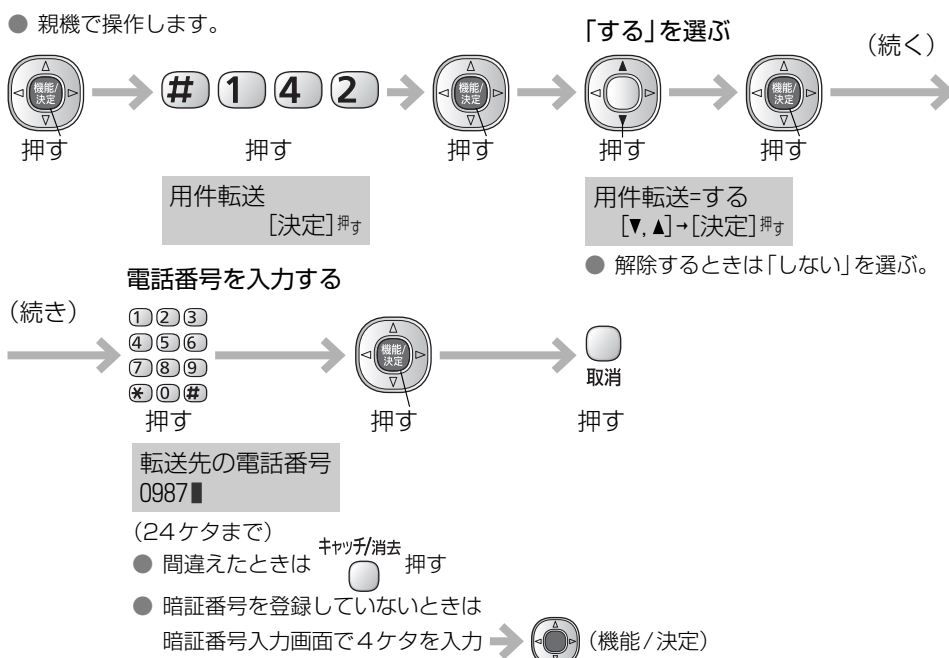 ● 親機で操作します。
「する」を選ぶ
(続く)
機能/決定
# 1 4 2
機能/決定
機能/決定
押す 押す 押す 押す 押す
用件転送
[決定]押す
用件転送=する
[▼,▲]→[決定]押す
● 解除するときは「しない」を選ぶ。
電話番号を入力する
(続き)
1 2 3
4 5 6
7 8 9
* 0 #
機能/決定
取消
押す 押す 押す
転送先の電話番号
0987
(24ケタまで)
● 間違えたときは キャッチ/消去 押す
● 暗証番号を登録していないときは
暗証番号入力画面で4ケタを入力 (機能/決定)